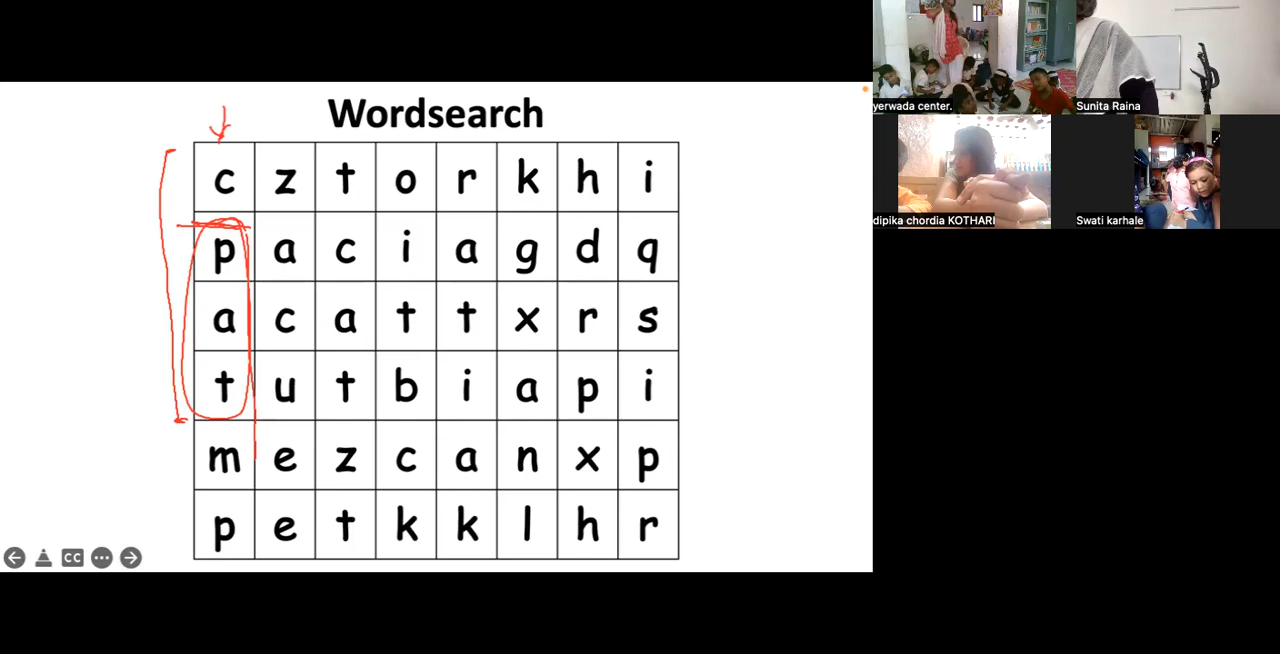 Wordsearch
c z t o r k h i
p a c i a g d q
a c a t t x r s
t u t b i a p i
m e z c a n x p
p e t k k l h r
CC
yerwada center.
Sunita Raina
dipika chordia KOTHARI
Swati karhale